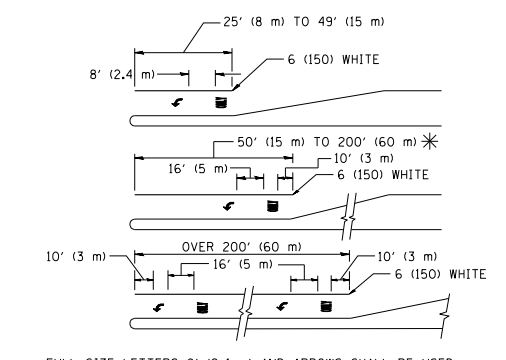 25' (8 m) TO 49' (15 m)
6 (150) WHITE
8' (2.4 m)
50' (15 m) TO 200' (60 m)
10' (3 m)
16' (5 m)
6 (150) WHITE
OVER 200' (60 m)
10' (3 m)
10' (3 m)
16' (5 m)
6 (150) WHITE